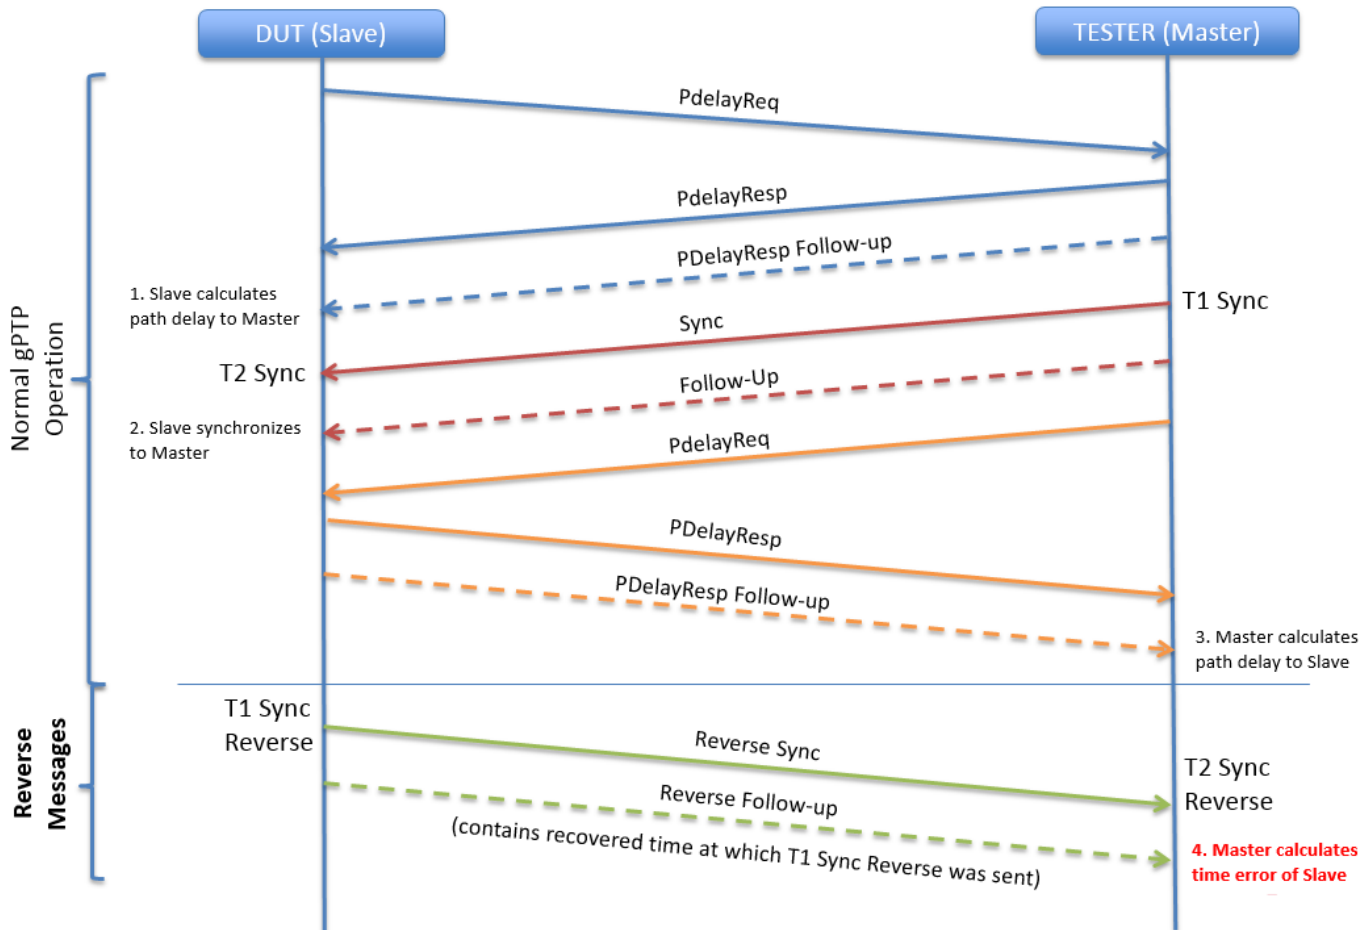 DUT (Slave)
TESTER (Master)
PdelayReq
PdelayResp
PDelayResp Follow-up
1. Slave calculates
path delay to Master
T1 Sync
Sync
T2 Sync
Follow-Up
Normal gPTP
Operation
2. Slave synchronizes
to Master
PdelayReq
PDelayResp
PDelayResp Follow-up
3. Master calculates
path delay to Slave
T1 Sync
Reverse
Reverse Sync
T2 Sync
Reverse
Reverse
Messages
Reverse Follow-up
(contains recovered time at which T1 Sync Reverse was sent)
4. Master calculates
time error of Slave